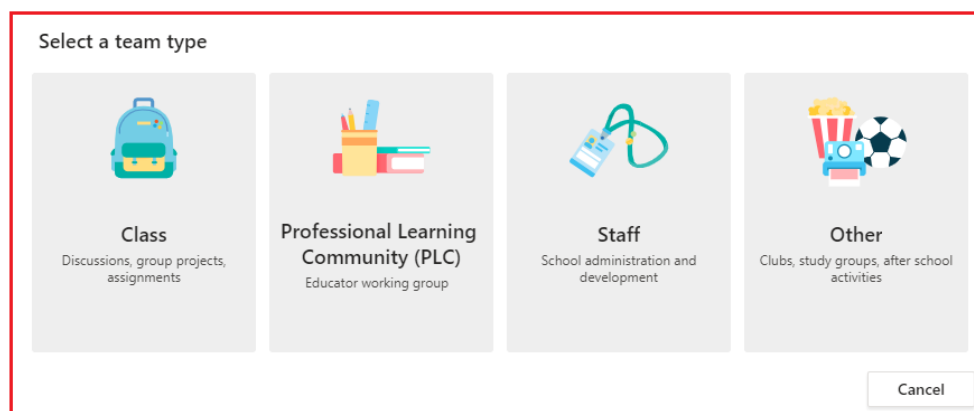 Select a team type
Class
Discussions, group projects,
assignments
Professional Learning
Community (PLC)
Educator working group
Staff
School administration and
development
Other
Clubs, study groups, after school
activities
Cancel